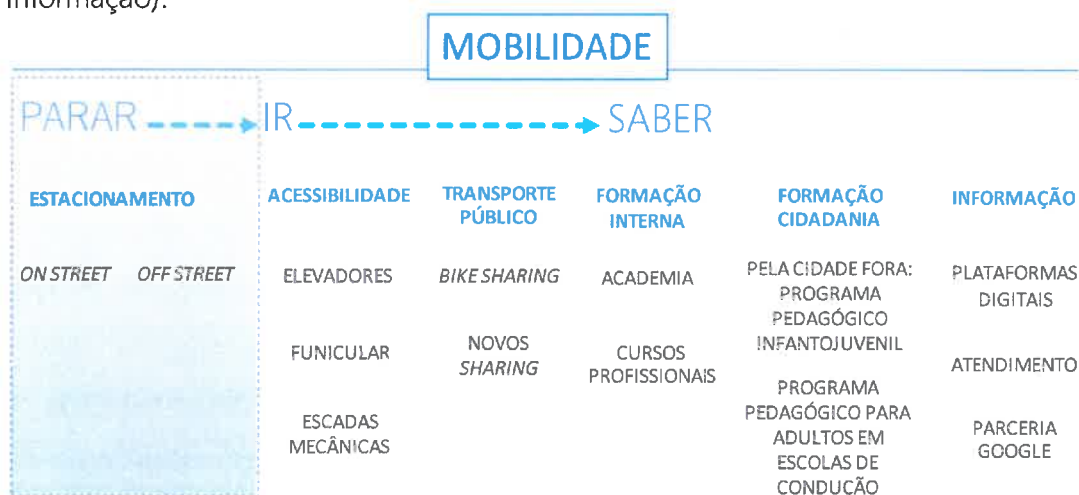 informação).
MOBILIDADE
PARAR
IR
SABER
ESTACIONAMENTO
ON STREET
OFF STREET
ACESSIBILIDADE
ELEVADORES
FUNICULAR
ESCADAS
MECÂNICAS
TRANSPORTE
PÚBLICO
BIKE SHARING
NOVOS
SHARING
FORMAÇÃO
INTERNA
ACADEMIA
CURSOS
PROFISSIONAIS
FORMAÇÃO
CIDADANIA
PELA CIDADE FORA:
PROGRAMA
PEDAGÓGICO
INFANTOJUVENIL
PROGRAMA
PEDAGÓGICO PARA
ADULTOS EM
ESCOLAS DE
CONDUÇÃO
INFORMAÇÃO
PLATAFORMAS
DIGITAIS
ATENDIMENTO
PARCERIA
GOOGLE